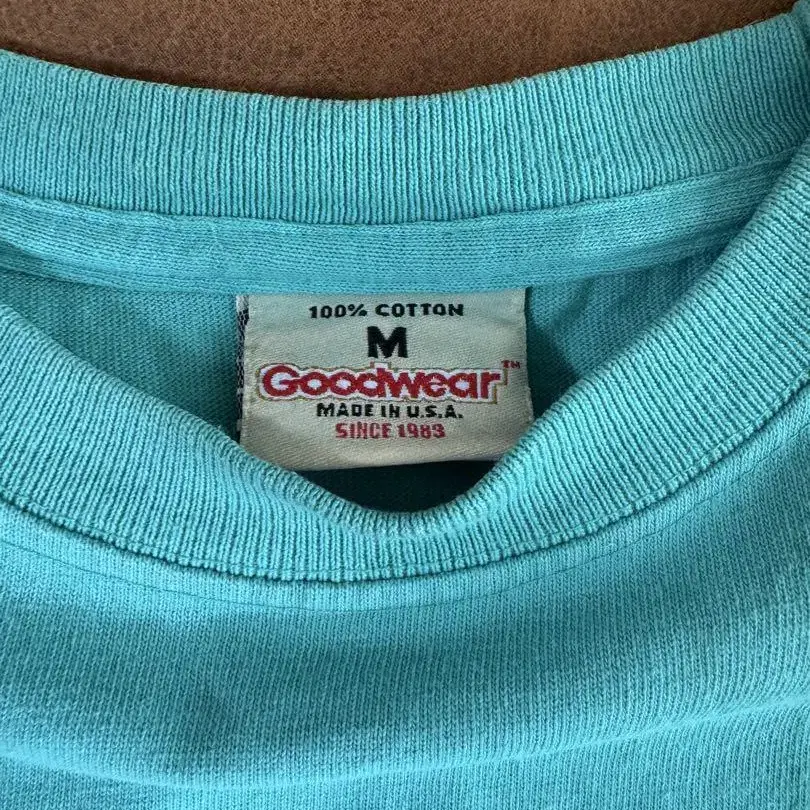 100% COTTON
M
Goodwear™
MADE IN U.S.A.
SINCE 1983